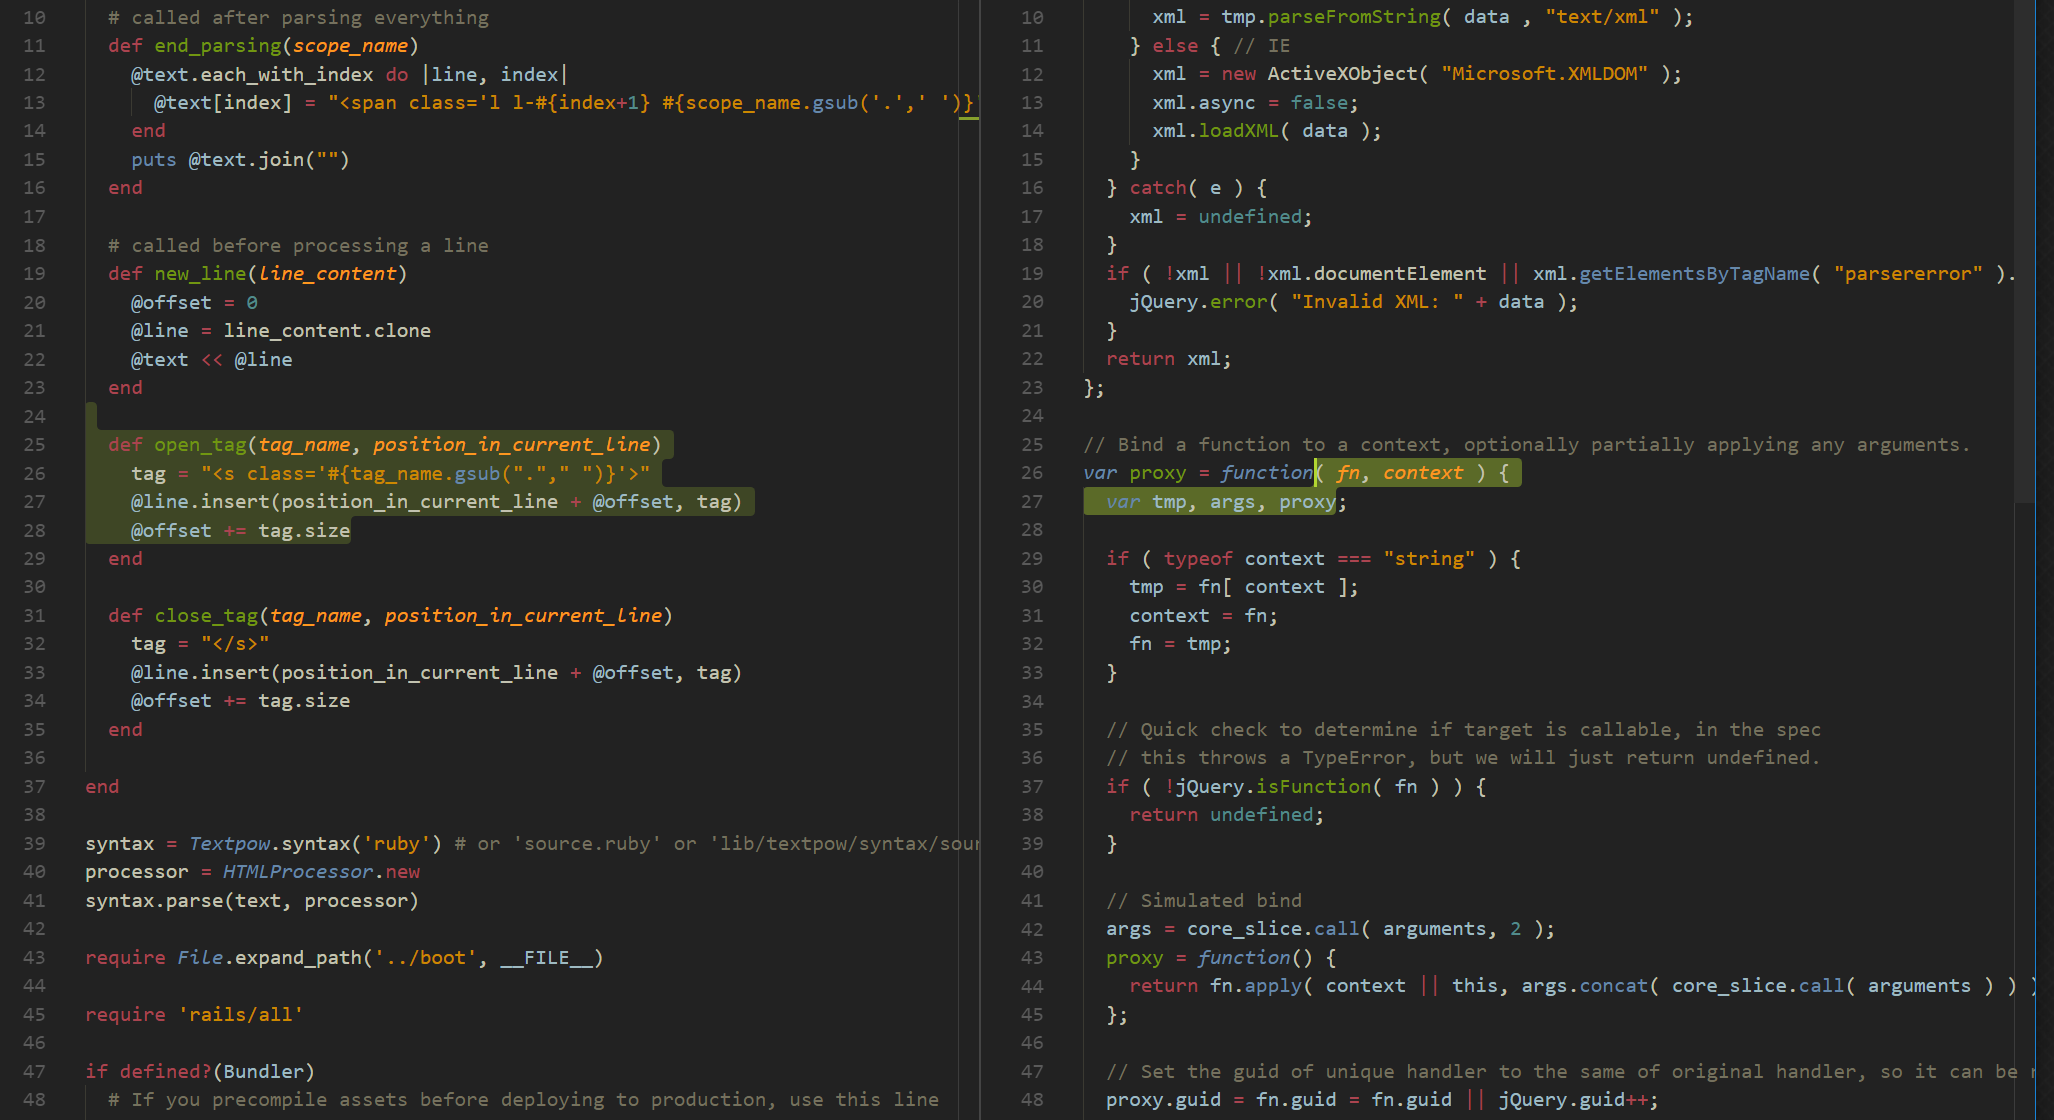 10 # called after parsing everything
11 def end_parsing(scope_name)
12 @text.each_with_index do |line, index|
13 @text[index] = "<span class='l l-#{index+1} #{scope_name.gsub('.',' ')}'
14 end
15 puts @text.join("")
16 end
17
18 # called before processing a line
19 def new_line(line_content)
20 @offset = 0
21 @line = line_content.clone
22 @text << @line
23 end
24
25 def open_tag(tag_name, position_in_current_line)
26 tag = "<s class='#{tag_name.gsub("."," ")}'>"
27 @line.insert(position_in_current_line + @offset, tag)
28 @offset += tag.size
29 end
30
31 def close_tag(tag_name, position_in_current_line)
32 tag = "</s>"
33 @line.insert(position_in_current_line + @offset, tag)
34 @offset += tag.size
35 end
36
37 end
38
39 syntax = Textpow.syntax('ruby') # or 'source.ruby' or 'lib/textpow/syntax/sour
40 processor = HTMLProcessor.new
41 syntax.parse(text, processor)
42
43 require File.expand_path('../boot', __FILE__)
44
45 require 'rails/all'
46
47 if defined?(Bundler)
48 # If you precompile assets before deploying to production, use this line
10 xml = tmp.parseFromString( data , "text/xml" );
11 } else { // IE
12 xml = new ActiveXObject( "Microsoft.XMLDOM" );
13 xml.async = false;
14 xml.loadXML( data );
15 }
16 } catch( e ) {
17 xml = undefined;
18 }
19 if ( !xml || !xml.documentElement || xml.getElementsByTagName( "parsererror" ).
20 jQuery.error( "Invalid XML: " + data );
21 }
22 return xml;
23 };
24
25 // Bind a function to a context, optionally partially applying any arguments.
26 var proxy = function( fn, context ) {
27 var tmp, args, proxy;
28
29 if ( typeof context === "string" ) {
30 tmp = fn[ context ];
31 context = fn;
32 fn = tmp;
33 }
34
35 // Quick check to determine if target is callable, in the spec
36 // this throws a TypeError, but we will just return undefined.
37 if ( !jQuery.isFunction( fn ) ) {
38 return undefined;
39 }
40
41 // Simulated bind
42 args = core_slice.call( arguments, 2 );
43 proxy = function() {
44 return fn.apply( context || this, args.concat( core_slice.call( arguments ) ) )
45 };
46
47 // Set the guid of unique handler to the same of original handler, so it can be r
48 proxy.guid = fn.guid = fn.guid || jQuery.guid++;